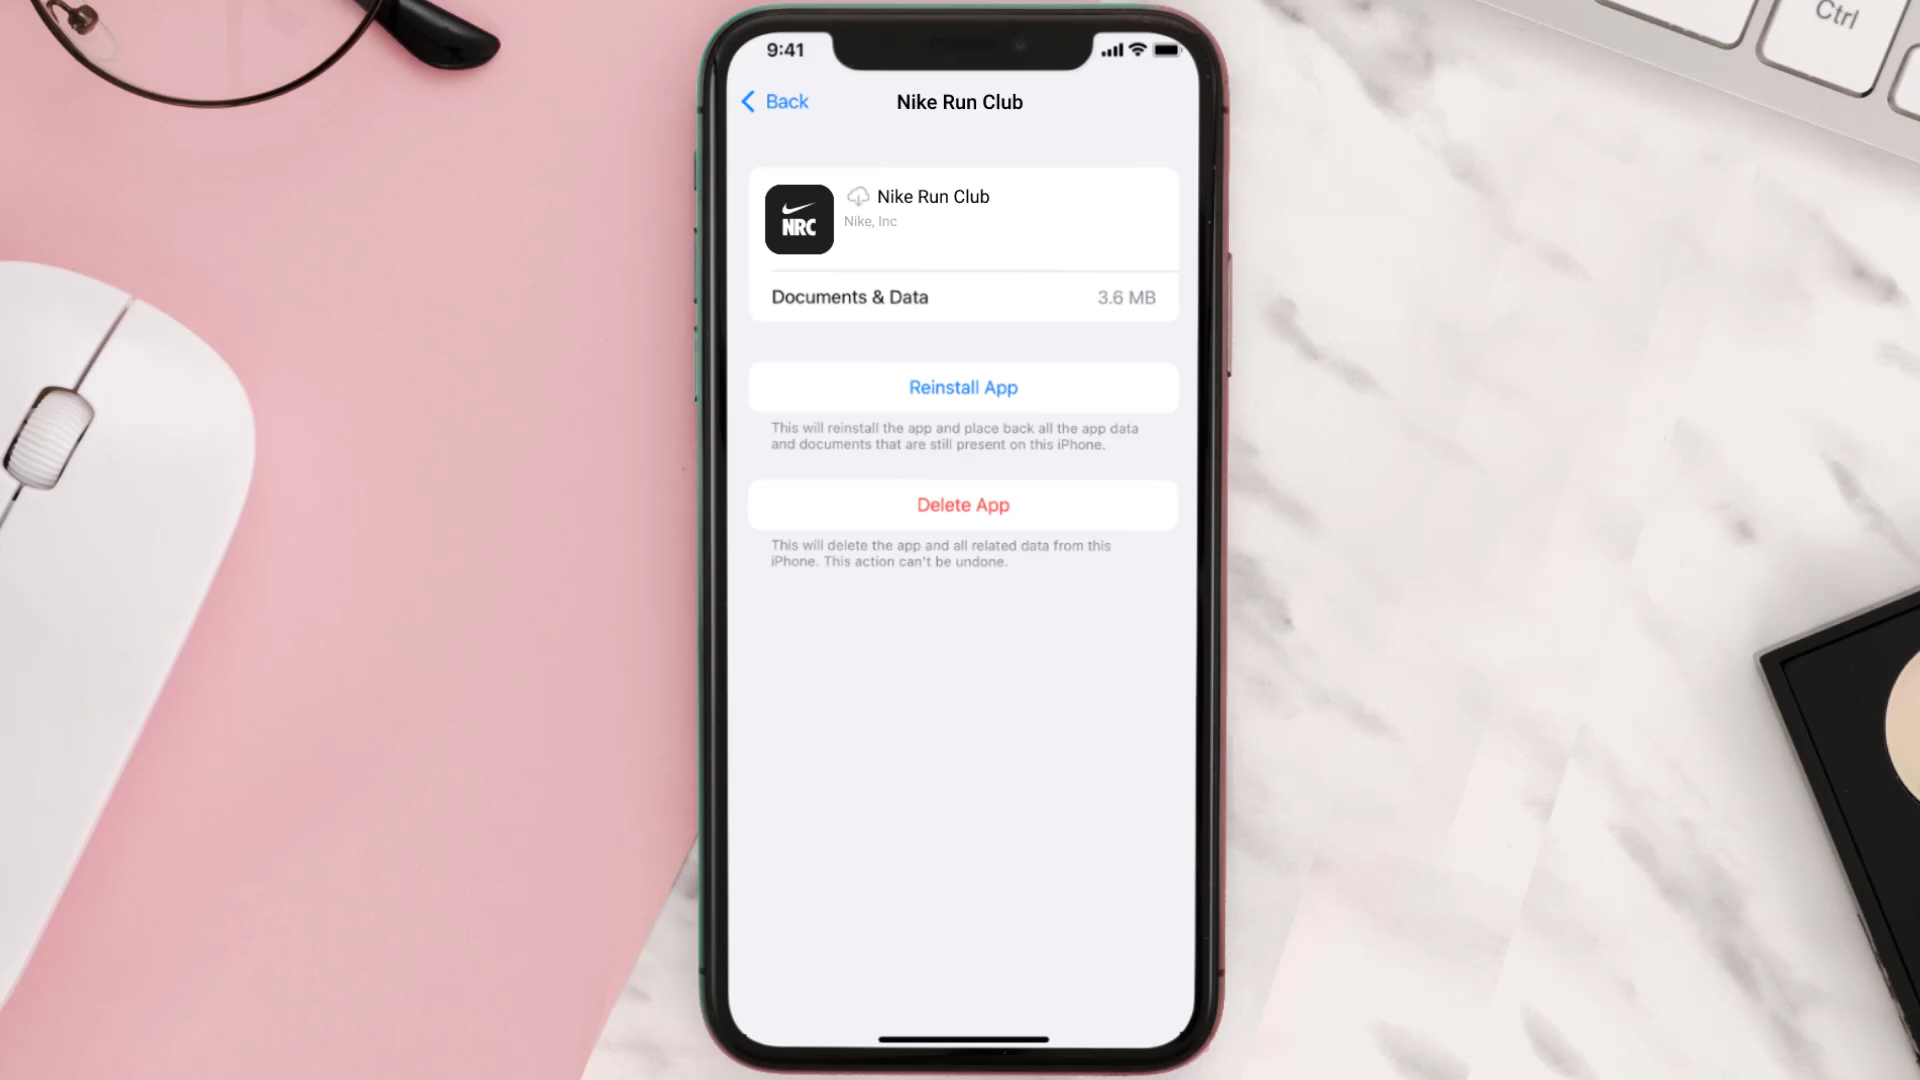 Ctrl
9:41
Back
Nike Run Club
NRC
Nike Run Club
Nike, Inc
Documents & Data
3.6 MB
Reinstall App
This will reinstall the app and place back all the app data
and documents that are still present on this iPhone.
Delete App
This will delete the app and all related data from this
iPhone. This action can't be undone.